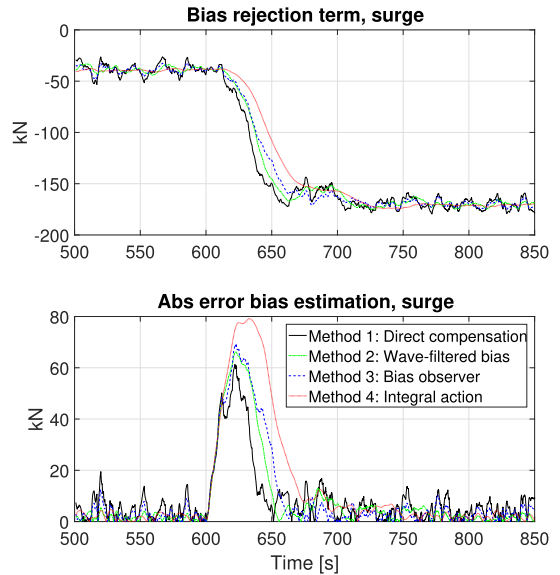 Bias rejection term, surge
0
-50
-100
-150
-200
kN
500 550 600 650 700 750 800 850
Abs error bias estimation, surge
80
60
40
20
0
kN
Method 1: Direct compensation
Method 2: Wave-filtered bias
Method 3: Bias observer
Method 4: Integral action
500 550 600 650 700 750 800 850
Time [s]